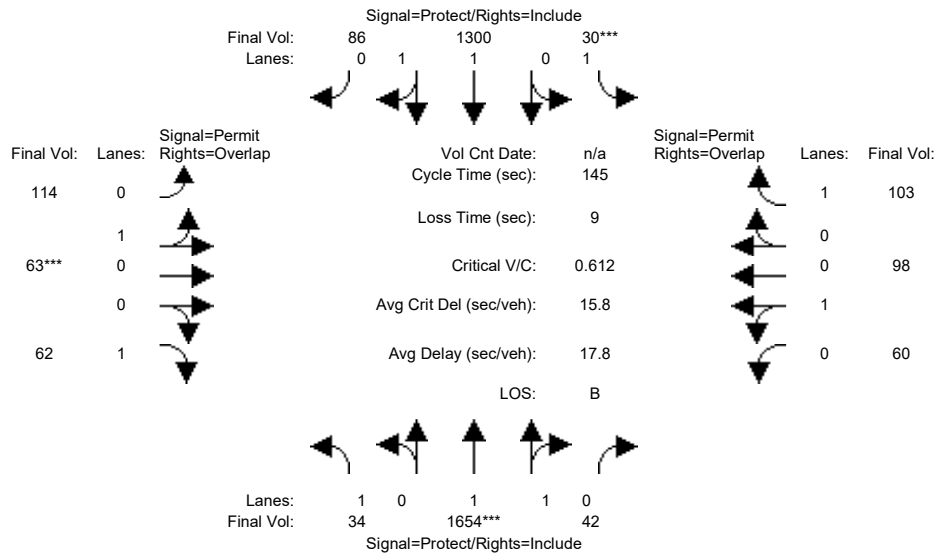 Signal=Protect/Rights=Include
Final Vol: 86 1300 30***
Lanes: 0 1 1 0 1
Signal=Permit
Final Vol: Lanes: Rights=Overlap
Vol Cnt Date: n/a
Signal=Permit
Rights=Overlap Lanes: Final Vol:
Cycle Time (sec): 145
114 0
1 103
Loss Time (sec): 9
1
0
63*** 0
Critical V/C: 0.612
0 98
0
Avg Crit Del (sec/veh): 15.8
1
62 1
Avg Delay (sec/veh): 17.8
0 60
LOS: B
Lanes: 1 0 1 1 0
Final Vol: 34 1654*** 42
Signal=Protect/Rights=Include